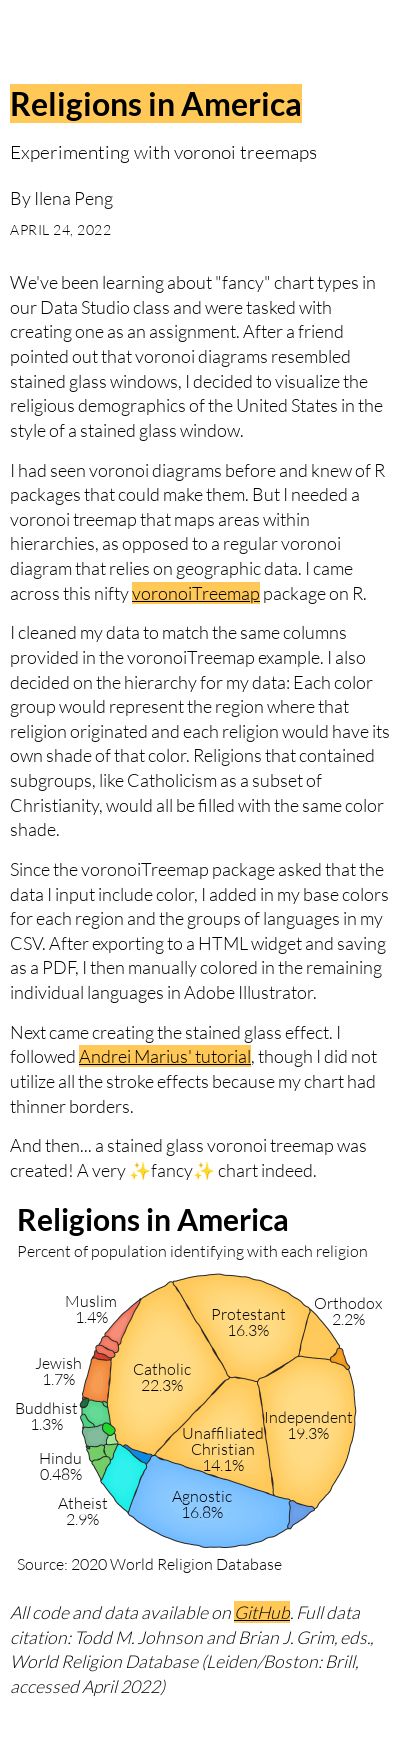 Religions in America
Experimenting with voronoi treemaps
By Ilena Peng
APRIL 24, 2022
We've been learning about "fancy" chart types in
our Data Studio class and were tasked with
creating one as an assignment. After a friend
pointed out that voronoi diagrams resembled
stained glass windows, I decided to visualize the
religious demographics of the United States in the
style of a stained glass window.
I had seen voronoi diagrams before and knew of R
packages that could make them. But I needed a
voronoi treemap that maps areas within
hierarchies, as opposed to a regular voronoi
diagram that relies on geographic data. I came
across this nifty voronoiTreemap package on R.
I cleaned my data to match the same columns
provided in the voronoiTreemap example. I also
decided on the hierarchy for my data: Each color
group would represent the region where that
religion originated and each religion would have its
own shade of that color. Religions that contained
subgroups, like Catholicism as a subset of
Christianity, would all be filled with the same color
shade.
Since the voronoiTreemap package asked that the
data I input include color, I added in my base colors
for each region and the groups of languages in my
CSV. After exporting to a HTML widget and saving
as a PDF, I then manually colored in the remaining
individual languages in Adobe Illustrator.
Next came creating the stained glass effect. I
followed Andrei Marius' tutorial, though I did not
utilize all the stroke effects because my chart had
thinner borders.
And then... a stained glass voronoi treemap was
created! A very ✨fancy✨ chart indeed.
Religions in America
Percent of population identifying with each religion
Muslim
1.4%
Protestant
16.3%
Orthodox
2.2%
Jewish
1.7%
Catholic
22.3%
Buddhist
1.3%
Independent
19.3%
Unaffiliated
Christian
14.1%
Hindu
0.48%
Agnostic
16.8%
Atheist
2.9%
Source: 2020 World Religion Database
All code and data available on GitHub. Full data
citation: Todd M. Johnson and Brian J. Grim, eds.,
World Religion Database (Leiden/Boston: Brill,
accessed April 2022)